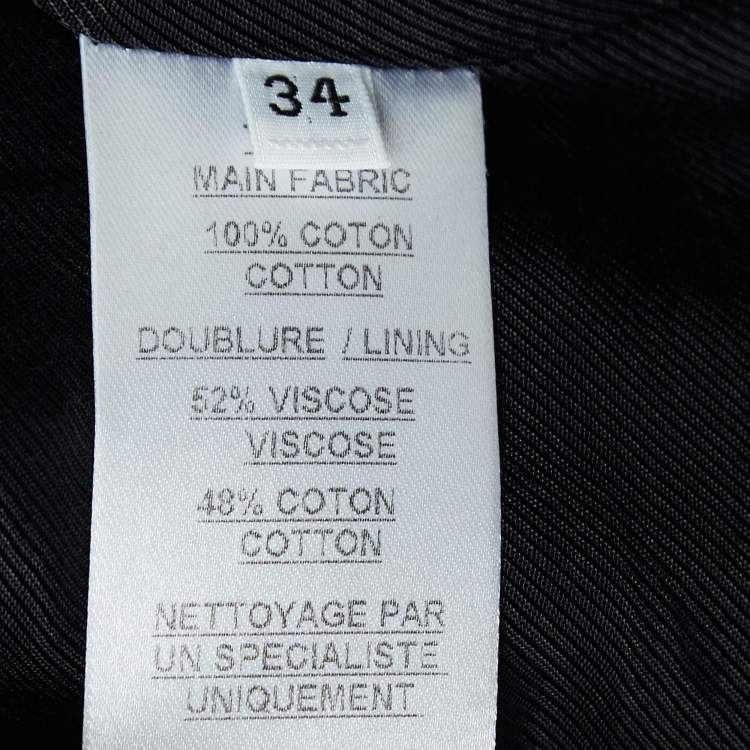 34
MAIN FABRIC
100% COTON
COTTON
DOUBLURE / LINING
52% VISCOSE
VISCOSE
48% COTON
COTTON
NETTOYAGE PAR
UN SPECIALISTE
UNIQUEMENT